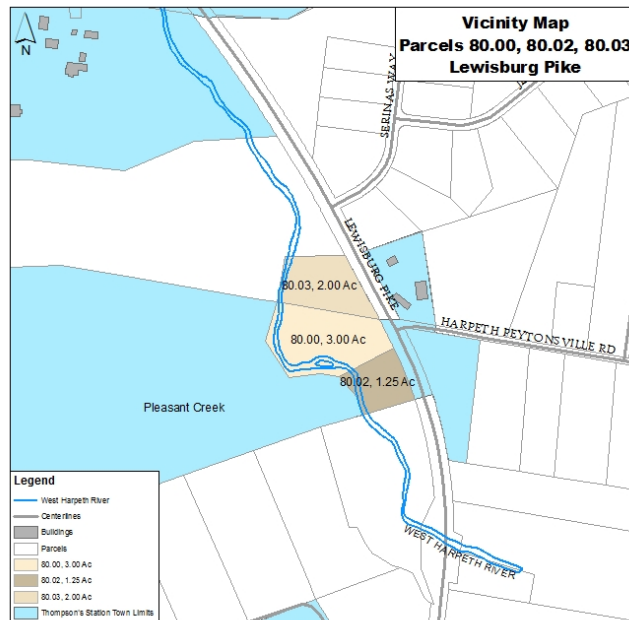 Vicinity Map
Parcels 80.00, 80.02, 80.03
Lewisburg Pike
N
SERINAS WAY
LEWISBURG PIKE
80.03, 2.00 Ac
HARPETH PEYTONSVILLE RD
80.00, 3.00 Ac
80.02, 1.25 Ac
Pleasant Creek
WEST HARPETH RIVER
Legend
West Harpeth River
Centerlines
Buildings
Parcels
80.00, 3.00 Ac
80.02, 1.25 Ac
80.03, 2.00 Ac
Thompson's Station Town Limits